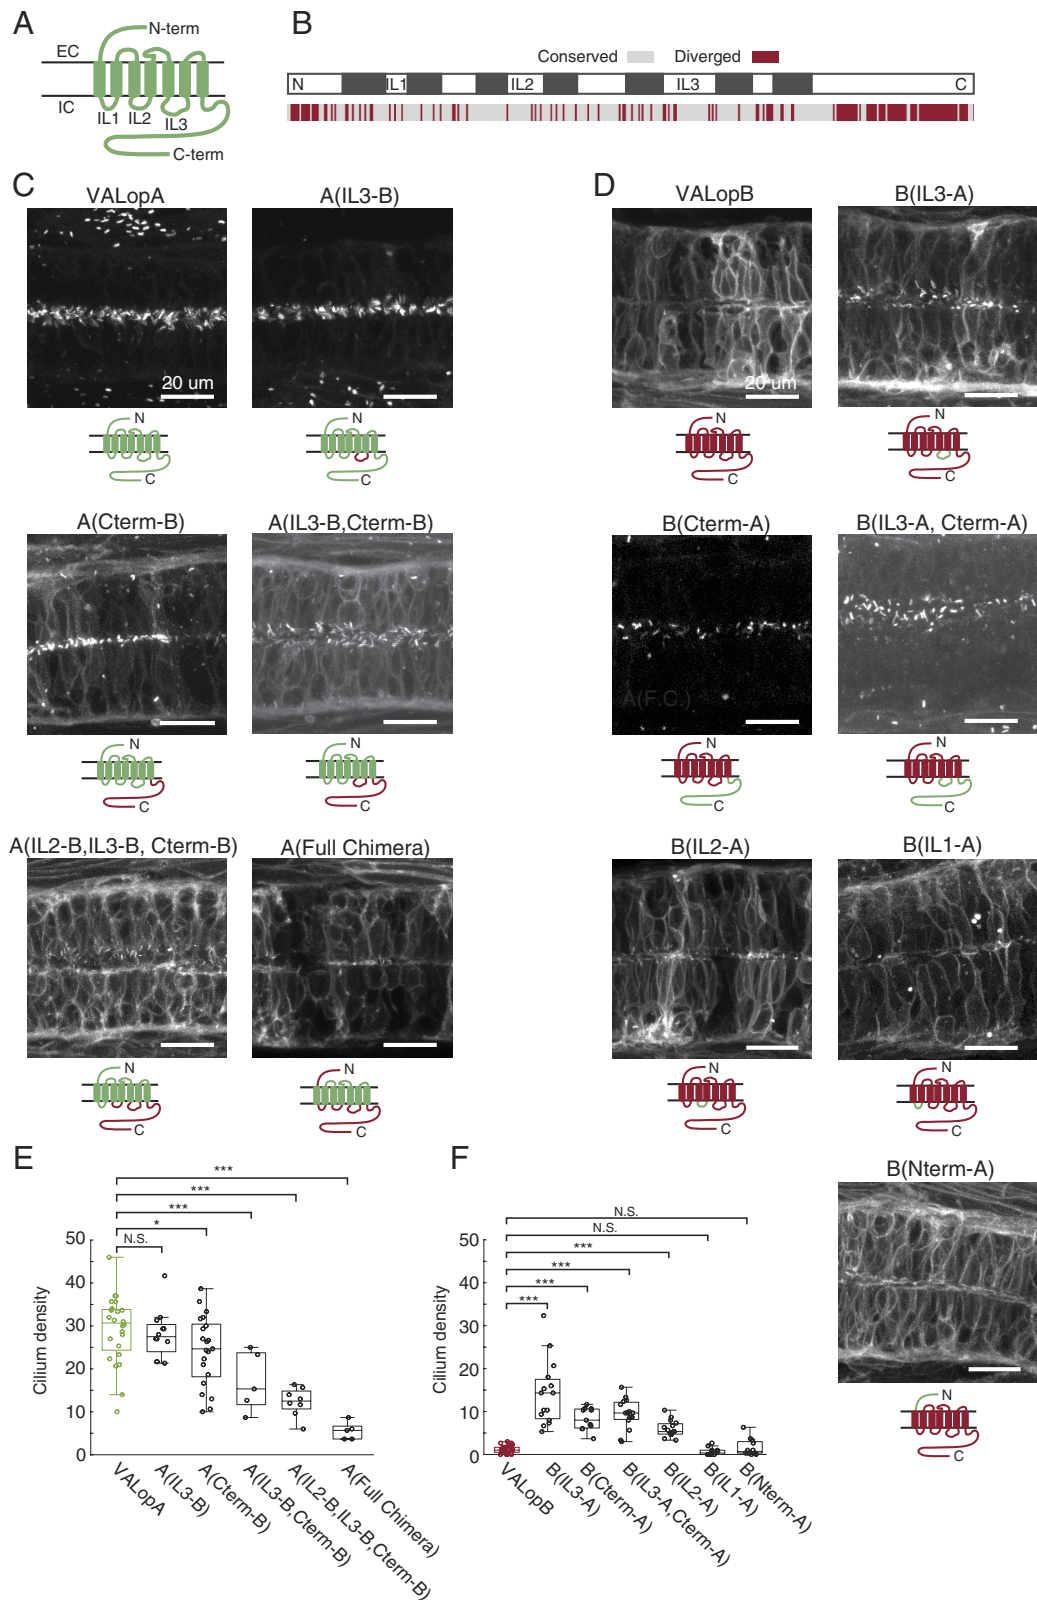 A
N-term
EC
IC
IL1
IL2
IL3
C-term
B
Conserved
Diverged
N
IL1
IL2
IL3
C
C
VALopA
A(IL3-B)
20 um
N
C
N
C
A(Cterm-B)
A(IL3-B,Cterm-B)
N
C
N
C
A(IL2-B,IL3-B, Cterm-B)
A(Full Chimera)
N
C
N
C
D
VALopB
B(IL3-A)
20 um
N
C
N
C
B(Cterm-A)
B(IL3-A, Cterm-A)
A(F.C.)
N
C
N
C
B(IL2-A)
B(IL1-A)
N
C
N
C
B(Nterm-A)
N
C
E
***
***
***
*
N.S.
Cilium density
50
40
30
20
10
0
VALopA
A(IL3-B)
A(Cterm-B)
A(IL3-B,Cterm-B)
A(IL2-B,IL3-B,Cterm-B)
A(Full Chimera)
F
N.S.
N.S.
***
***
***
***
Cilium density
50
40
30
20
10
0
VALopB
B(IL3-A)
B(Cterm-A)
B(IL3-A,Cterm-A)
B(IL2-A)
B(IL1-A)
B(Nterm-A)